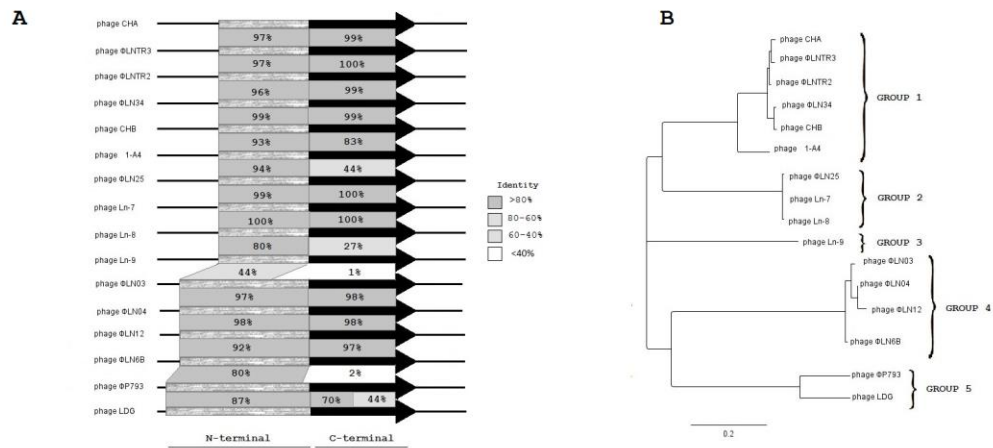 A
phage CHA
97% 99%
phage ΦLNTR3
97% 100%
phage ΦLNTR2
96% 99%
phage ΦLN34
99% 99%
phage CHB
93% 83%
phage 1-A4
94% 44%
phage ΦLN25
99% 100%
phage Ln-7
100% 100%
phage Ln-8
80% 27%
phage Ln-9
44% 1%
phage ΦLN03
97% 98%
phage ΦLN04
98% 98%
phage ΦLN12
92% 97%
phage ΦLN6B
80% 2%
phage ΦP793
87% 70% 44%
phage LDG
N-terminal C-terminal
Identity
>80%
80-60%
60-40%
<40%
B
phage CHA
phage ΦLNTR3
phage ΦLNTR2
phage ΦLN34
phage CHB
phage 1-A4
GROUP 1
phage ΦLN25
phage Ln-7
phage Ln-8
GROUP 2
phage Ln-9
GROUP 3
phage ΦLN03
phage ΦLN04
phage ΦLN12
phage ΦLN6B
GROUP 4
phage ΦP793
phage LDG
GROUP 5
0.2